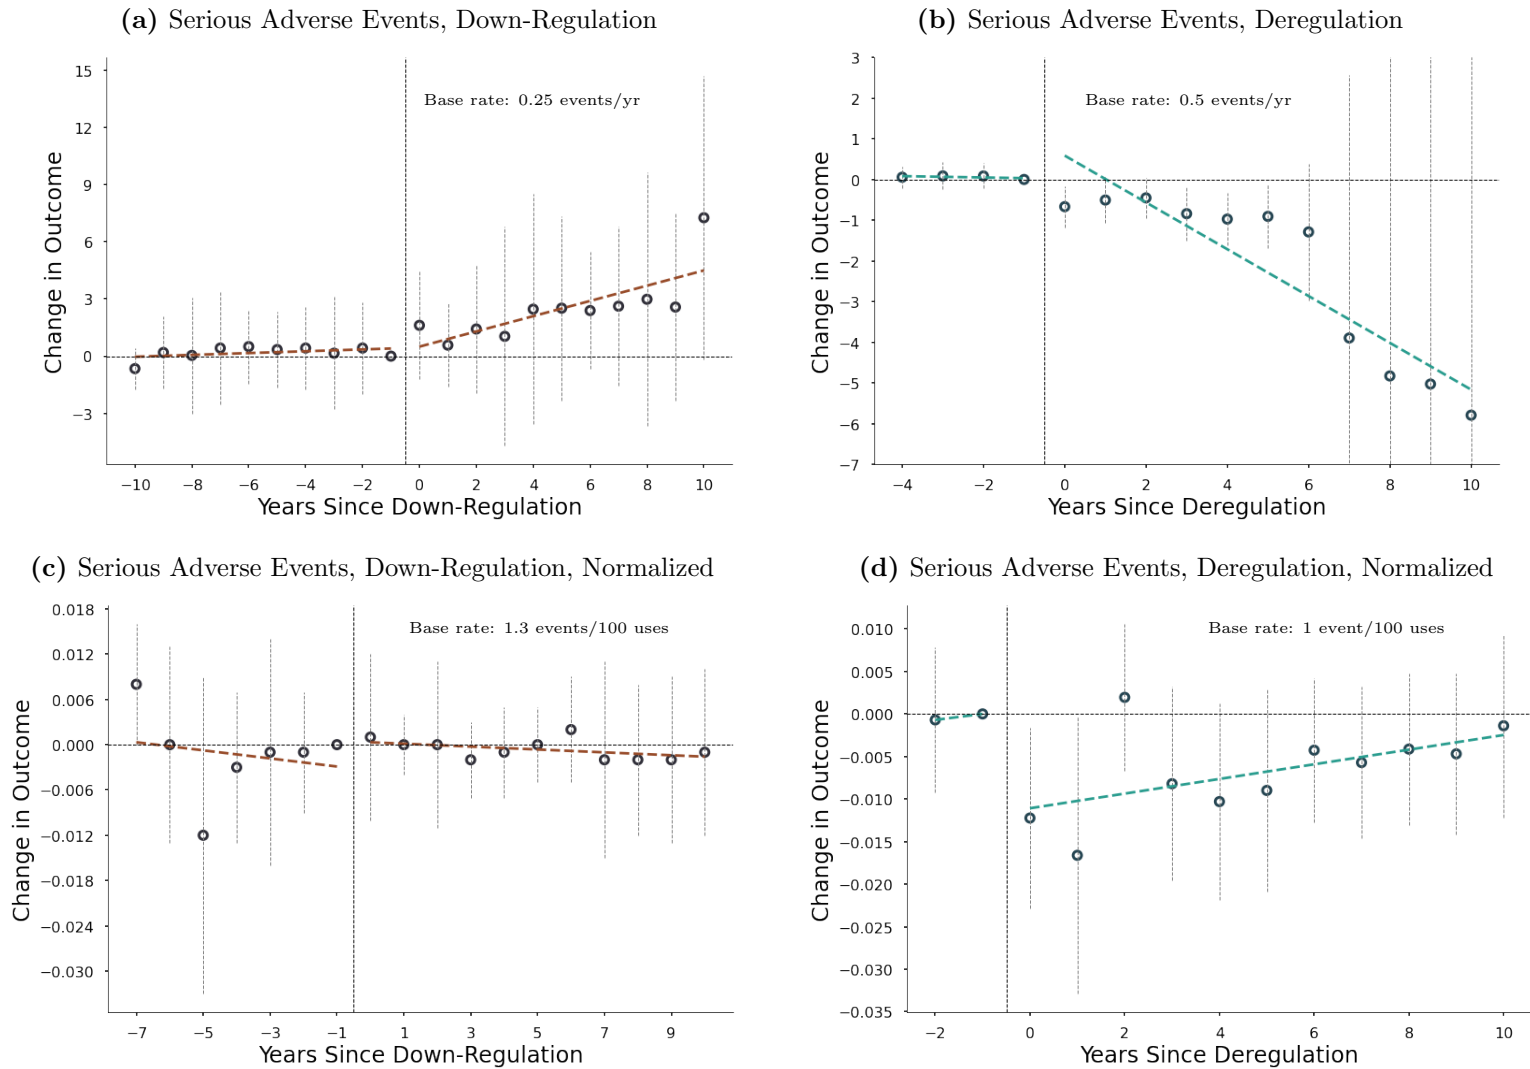 (a) Serious Adverse Events, Down-Regulation
15
12
9
6
3
0
−3
Change in Outcome
Base rate: 0.25 events/yr
−10 −8 −6 −4 −2 0 2 4 6 8 10
Years Since Down-Regulation
(b) Serious Adverse Events, Deregulation
3
2
1
0
−1
−2
−3
−4
−5
−6
−7
Change in Outcome
Base rate: 0.5 events/yr
−4 −2 0 2 4 6 8 10
Years Since Deregulation
(c) Serious Adverse Events, Down-Regulation, Normalized
0.018
0.012
0.006
0.000
−0.006
−0.012
−0.018
−0.024
−0.030
Change in Outcome
Base rate: 1.3 events/100 uses
−7 −5 −3 −1 1 3 5 7 9
Years Since Down-Regulation
(d) Serious Adverse Events, Deregulation, Normalized
0.010
0.005
0.000
−0.005
−0.010
−0.015
−0.020
−0.025
−0.030
−0.035
Change in Outcome
Base rate: 1 event/100 uses
−2 0 2 4 6 8 10
Years Since Deregulation